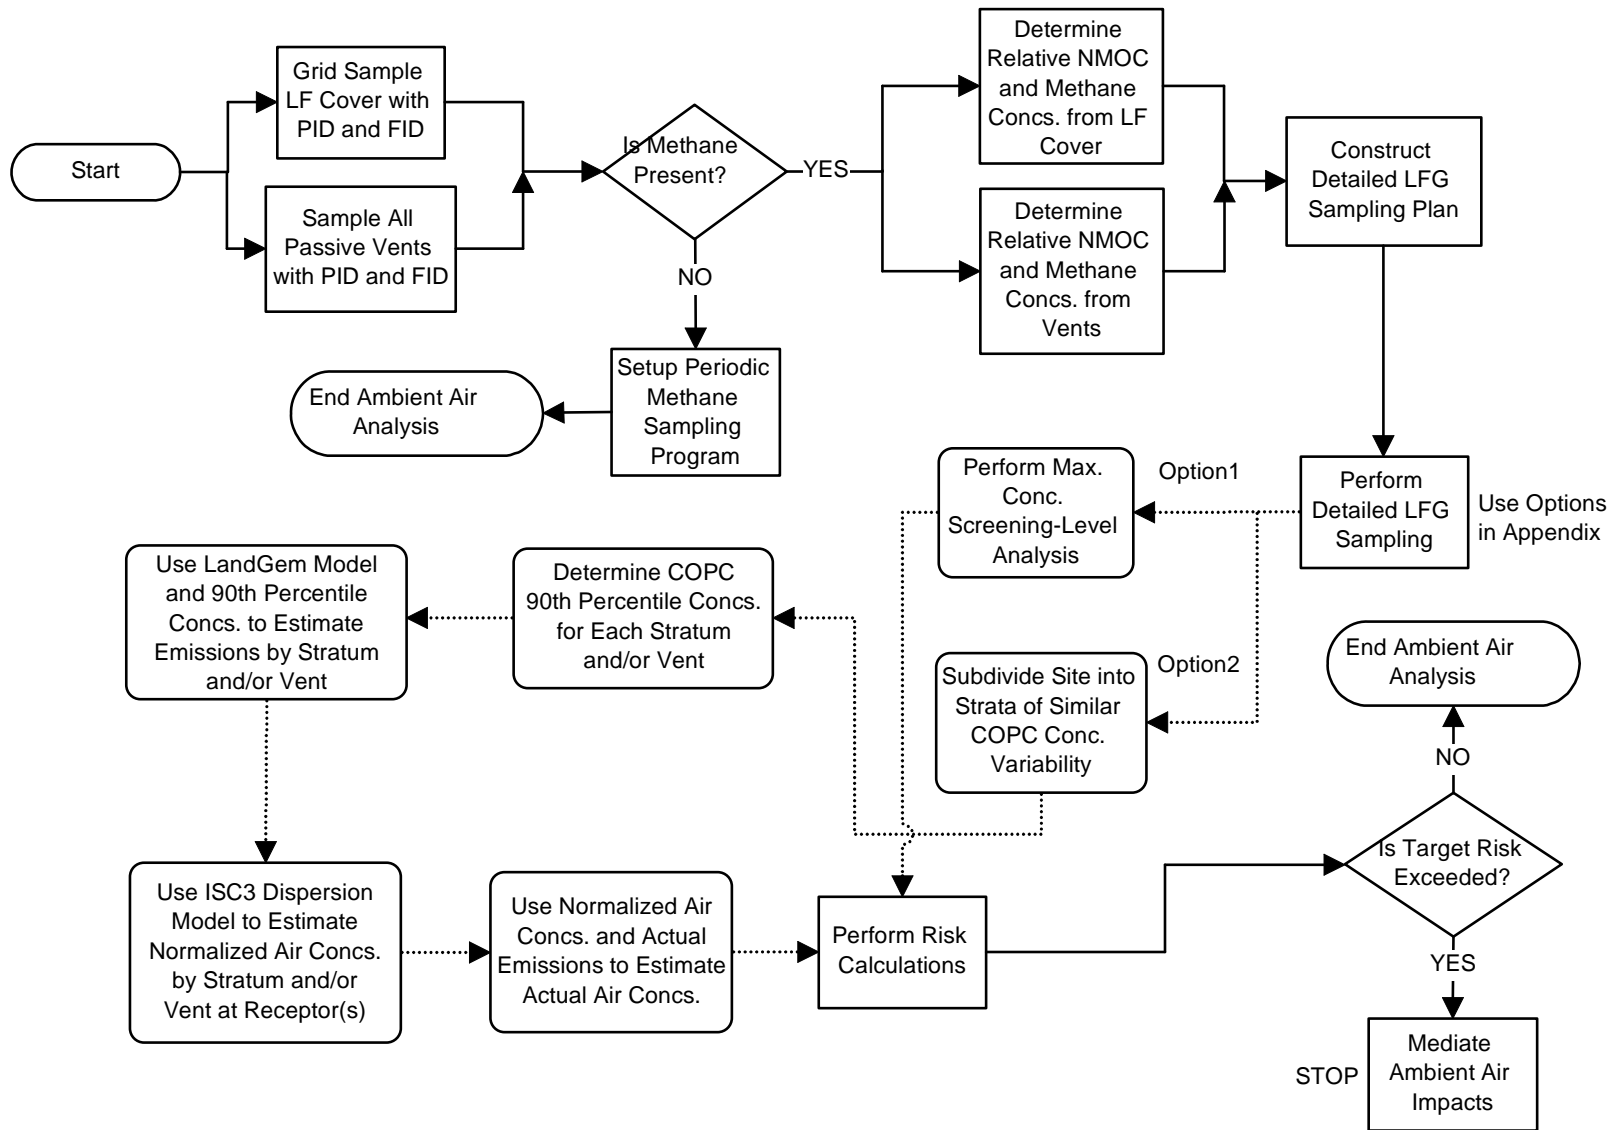 Start
Grid Sample
LF Cover with
PID and FID
Sample All
Passive Vents
with PID and FID
Is Methane
Present?
YES
NO
Setup Periodic
Methane
Sampling
Program
End Ambient Air
Analysis
Determine
Relative NMOC
and Methane
Concs. from LF
Cover
Determine
Relative NMOC
and Methane
Concs. from
Vents
Construct
Detailed LFG
Sampling Plan
Perform
Detailed LFG
Sampling
Use Options
in Appendix
Option1
Perform Max.
Conc.
Screening-Level
Analysis
Option2
Subdivide Site into
Strata of Similar
COPC Conc.
Variability
Determine COPC
90th Percentile Concs.
for Each Stratum
and/or Vent
Use LandGem Model
and 90th Percentile
Concs. to Estimate
Emissions by Stratum
and/or Vent
Use ISC3 Dispersion
Model to Estimate
Normalized Air Concs.
by Stratum and/or
Vent at Receptor(s)
Use Normalized Air
Concs. and Actual
Emissions to Estimate
Actual Air Concs.
Perform Risk
Calculations
Is Target Risk
Exceeded?
NO
End Ambient Air
Analysis
YES
Mediate
Ambient Air
Impacts
STOP